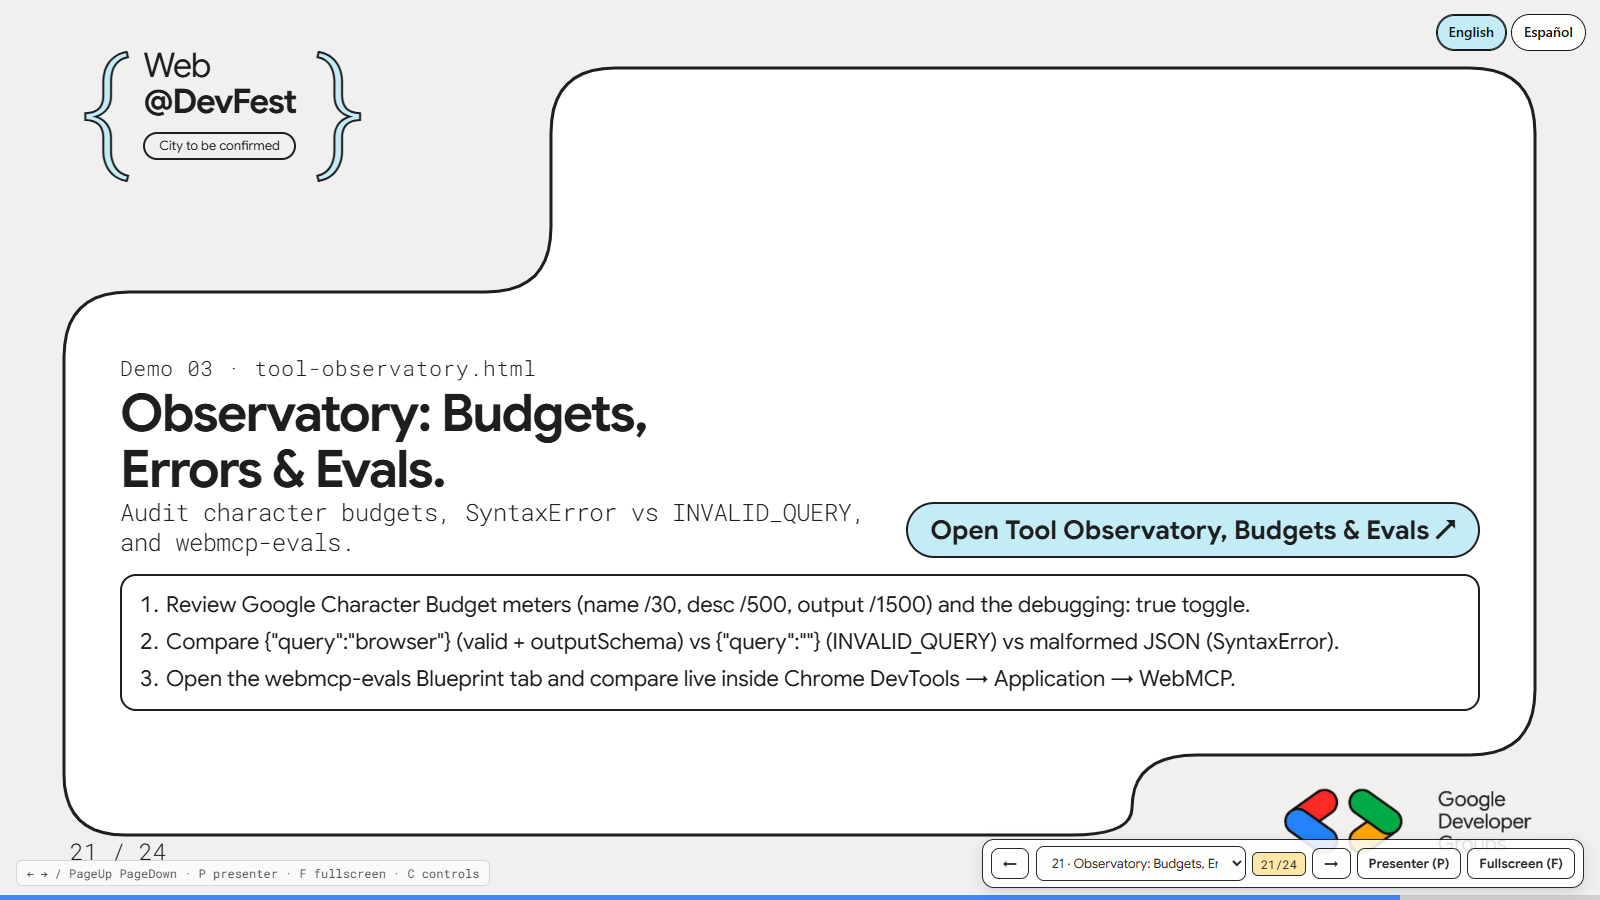 English
Español
Web
@DevFest
City to be confirmed
Demo 03 · tool-observatory.html
Observatory: Budgets,
Errors & Evals.
Audit character budgets, SyntaxError vs INVALID_QUERY,
and webmcp-evals.
Open Tool Observatory, Budgets & Evals ↗
1. Review Google Character Budget meters (name /30, desc /500, output /1500) and the debugging: true toggle.
2. Compare {"query":"browser"} (valid + outputSchema) vs {"query":""} (INVALID_QUERY) vs malformed JSON (SyntaxError).
3. Open the webmcp-evals Blueprint tab and compare live inside Chrome DevTools → Application → WebMCP.
Google
Developer
Groups
21 / 24
← → / PageUp PageDown · P presenter · F fullscreen · C controls
←
21 · Observatory: Budgets, Er
21/24
→
Presenter (P)
Fullscreen (F)